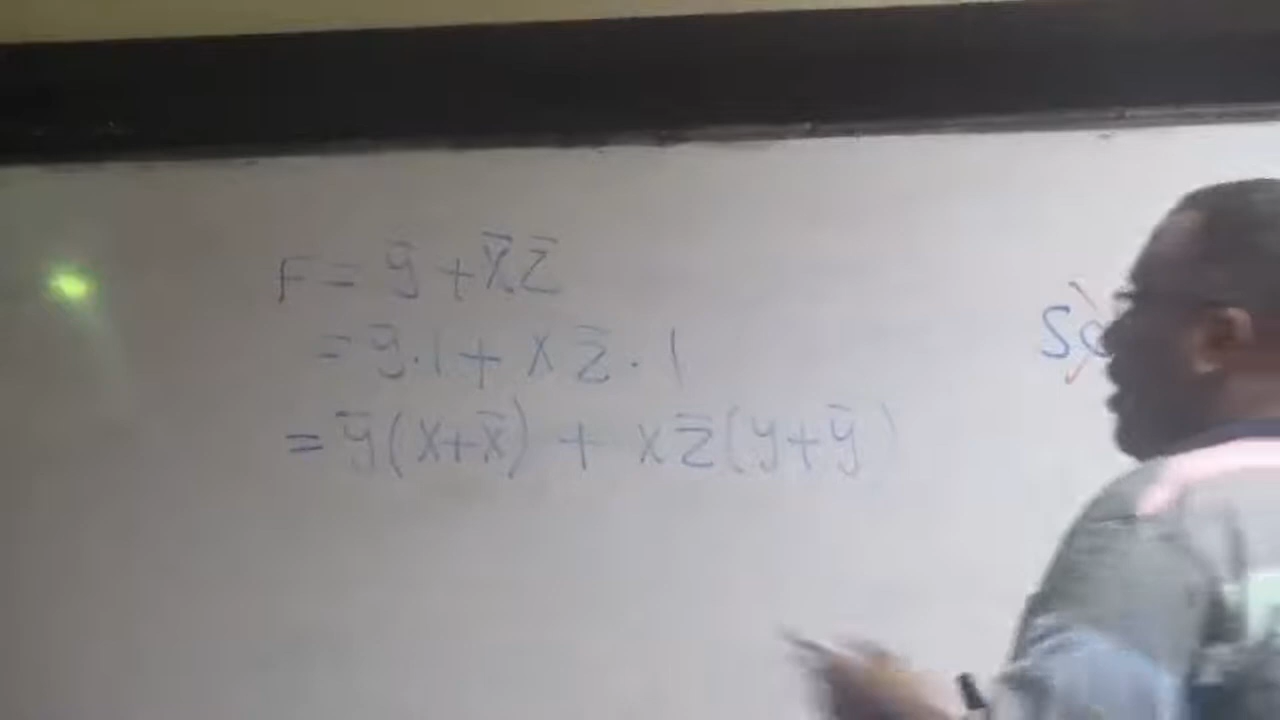 F = ȳ + x̄z̄
= ȳ.1 + xz̄.1
= ȳ(x+x̄) + xz̄(y+ȳ)